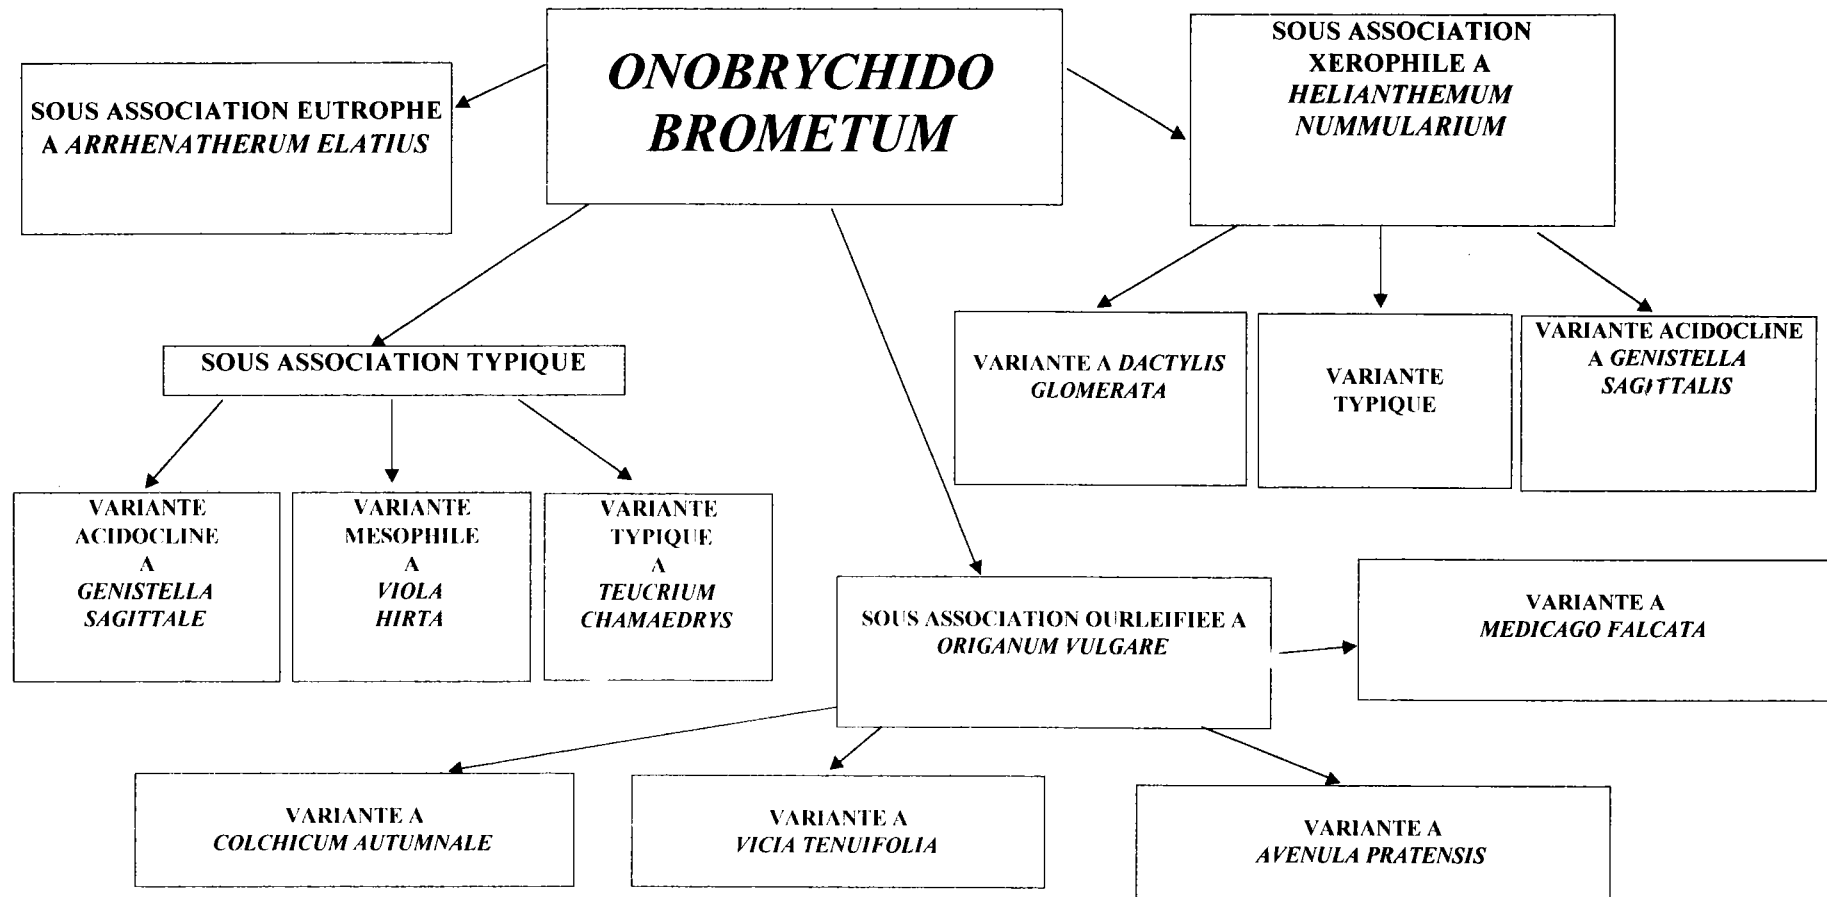 ONOBRYCHIDO
BROMETUM
SOUS ASSOCIATION EUTROPHE
A ARRHENATHERUM ELATIUS
SOUS ASSOCIATION
XEROPHILE A
HELIANTHEMUM
NUMMULARIUM
SOUS ASSOCIATION TYPIQUE
VARIANTE A DACTYLIS
GLOMERATA
VARIANTE
TYPIQUE
VARIANTE ACIDOCLINE
A GENISTELLA
SAGITTALIS
VARIANTE
ACIDOCLINE
A
GENISTELLA
SAGITTALE
VARIANTE
MESOPHILE
A
VIOLA
HIRTA
VARIANTE
TYPIQUE
A
TEUCRIUM
CHAMAEDRYS
SOUS ASSOCIATION OURLEIFIEE A
ORIGANUM VULGARE
VARIANTE A
MEDICAGO FALCATA
VARIANTE A
COLCHICUM AUTUMNALE
VARIANTE A
VICIA TENUIFOLIA
VARIANTE A
AVENULA PRATENSIS